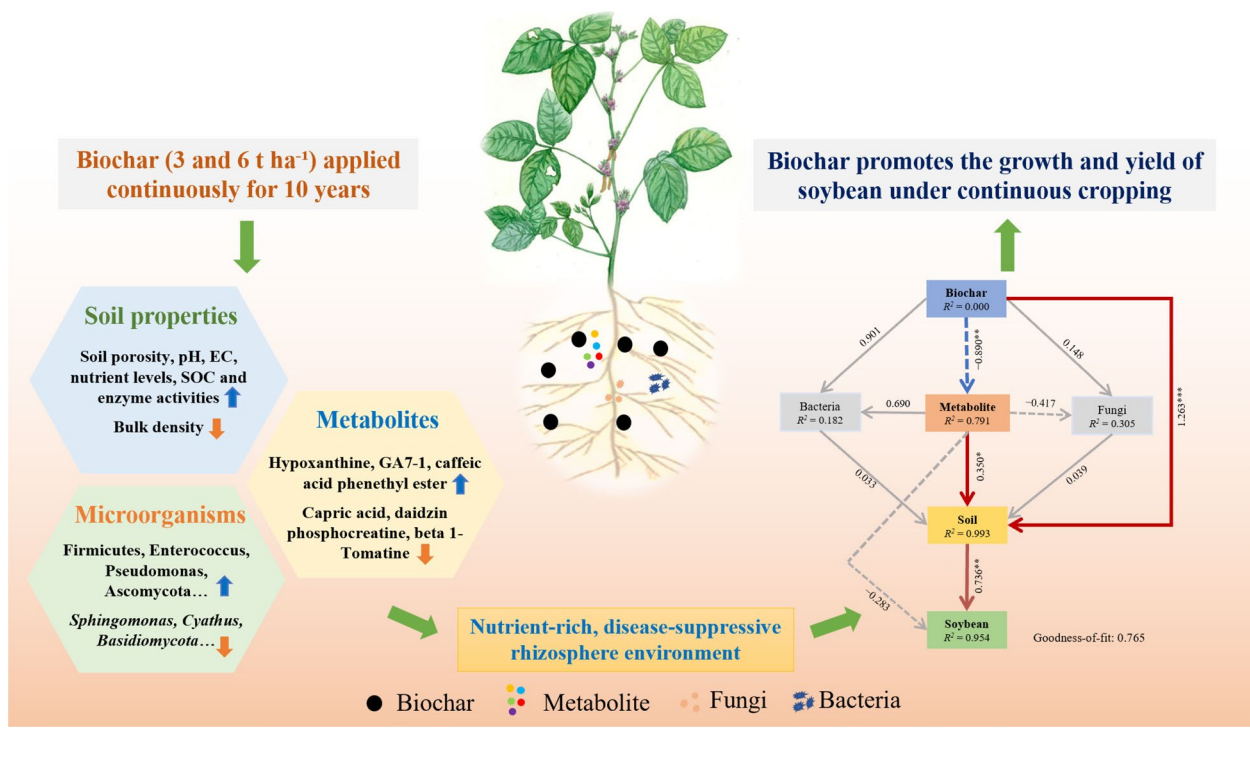 Biochar (3 and 6 t ha⁻¹) applied
continuously for 10 years
Soil properties
Soil porosity, pH, EC,
nutrient levels, SOC and
enzyme activities
Bulk density
Metabolites
Hypoxanthine, GA7-1, caffeic
acid phenethyl ester
Capric acid, daidzin
phosphocreatine, beta 1-
Tomatine
Microorganisms
Firmicutes, Enterococcus,
Pseudomonas,
Ascomycota…
Sphingomonas, Cyathus,
Basidiomycota…
Nutrient-rich, disease-suppressive
rhizosphere environment
Biochar promotes the growth and yield of
soybean under continuous cropping
Biochar
R² = 0.000
0.901
−0.890**
0.148
1.263***
Bacteria
R² = 0.182
0.690
Metabolite
R² = 0.791
−0.417
Fungi
R² = 0.305
0.033
0.350*
0.039
Soil
R² = 0.993
0.736**
−0.283
Soybean
R² = 0.954
Goodness-of-fit: 0.765
Biochar
Metabolite
Fungi
Bacteria